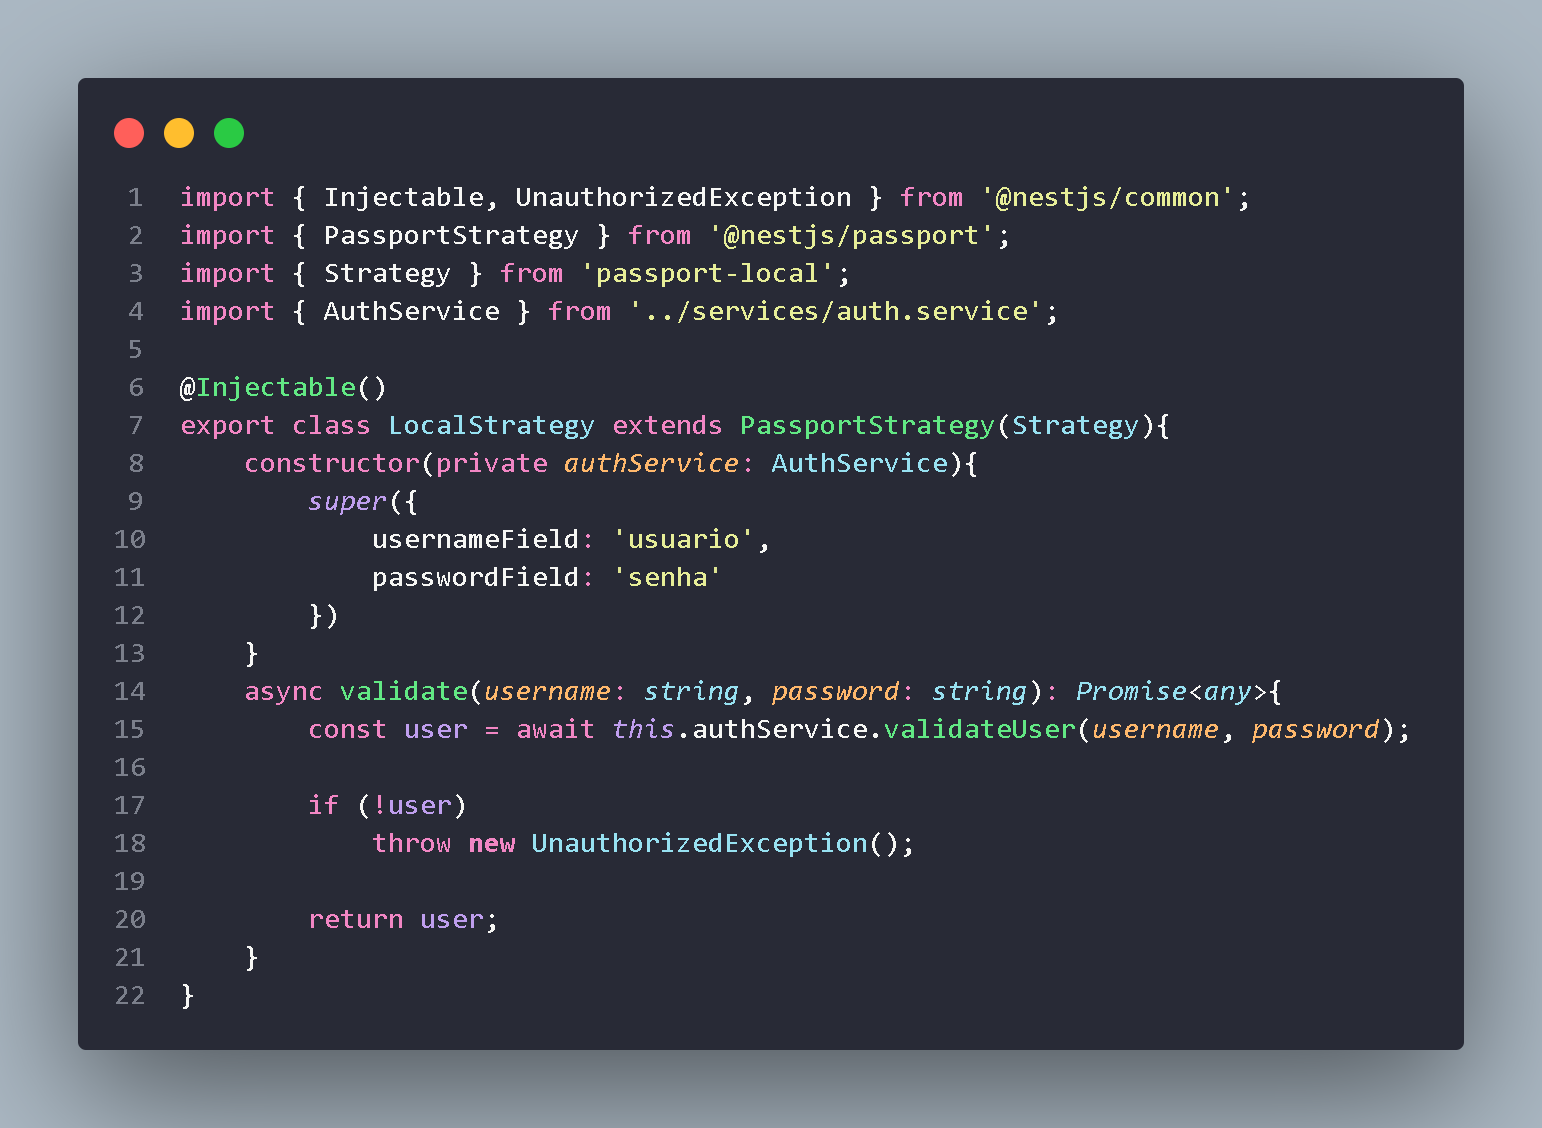 1 import { Injectable, UnauthorizedException } from '@nestjs/common';
2 import { PassportStrategy } from '@nestjs/passport';
3 import { Strategy } from 'passport-local';
4 import { AuthService } from '../services/auth.service';
5
6 @Injectable()
7 export class LocalStrategy extends PassportStrategy(Strategy){
8     constructor(private authService: AuthService){
9         super({
10             usernameField: 'usuario',
11             passwordField: 'senha'
12         })
13     }
14     async validate(username: string, password: string): Promise<any>{
15         const user = await this.authService.validateUser(username, password);
16
17         if (!user)
18             throw new UnauthorizedException();
19
20         return user;
21     }
22 }